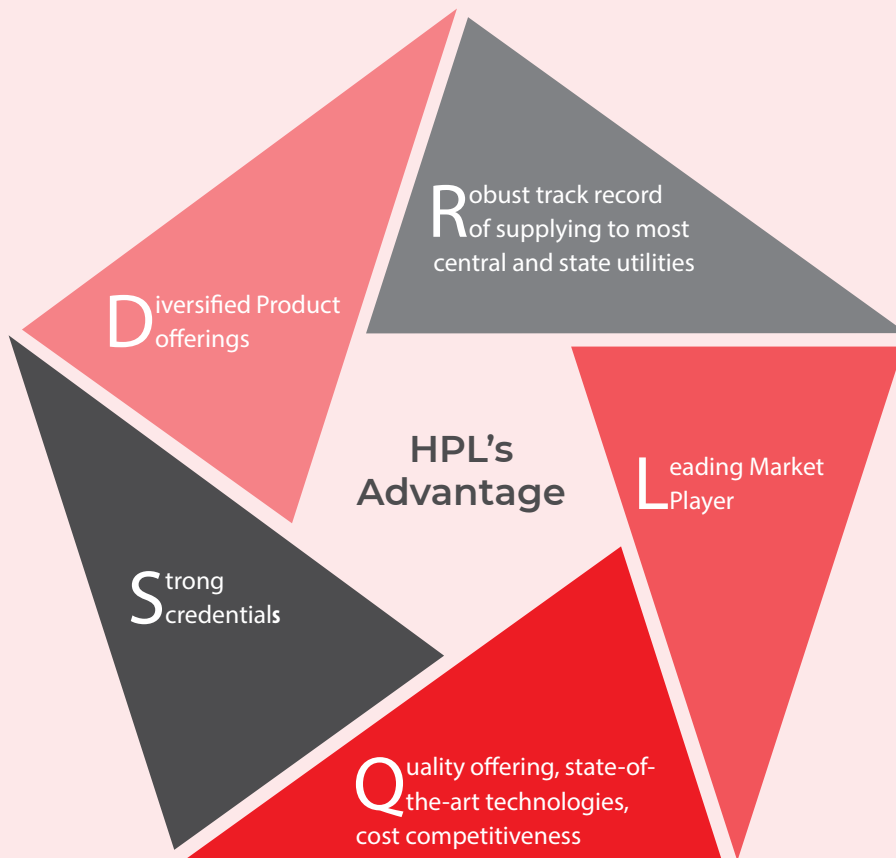 Robust track record
of supplying to most
central and state utilities
Diversified Product
offerings
HPL's
Advantage
Leading Market
Player
Strong
credentials
Quality offering, state-of-
the-art technologies,
cost competitiveness